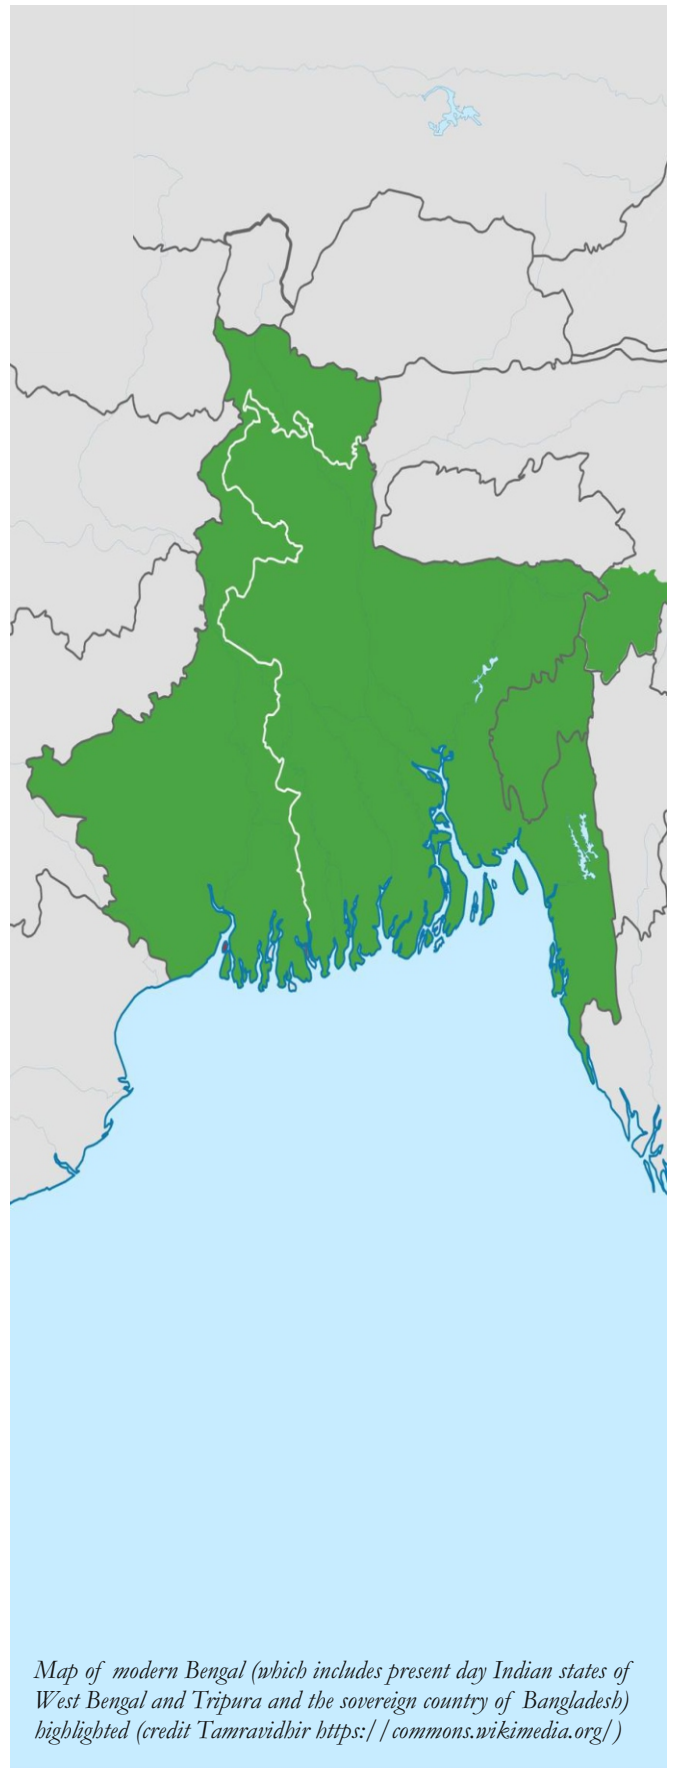 Map of modern Bengal (which includes present day Indian states of
West Bengal and Tripura and the sovereign country of Bangladesh)
highlighted (credit Tamravidhir https://commons.wikimedia.org/)